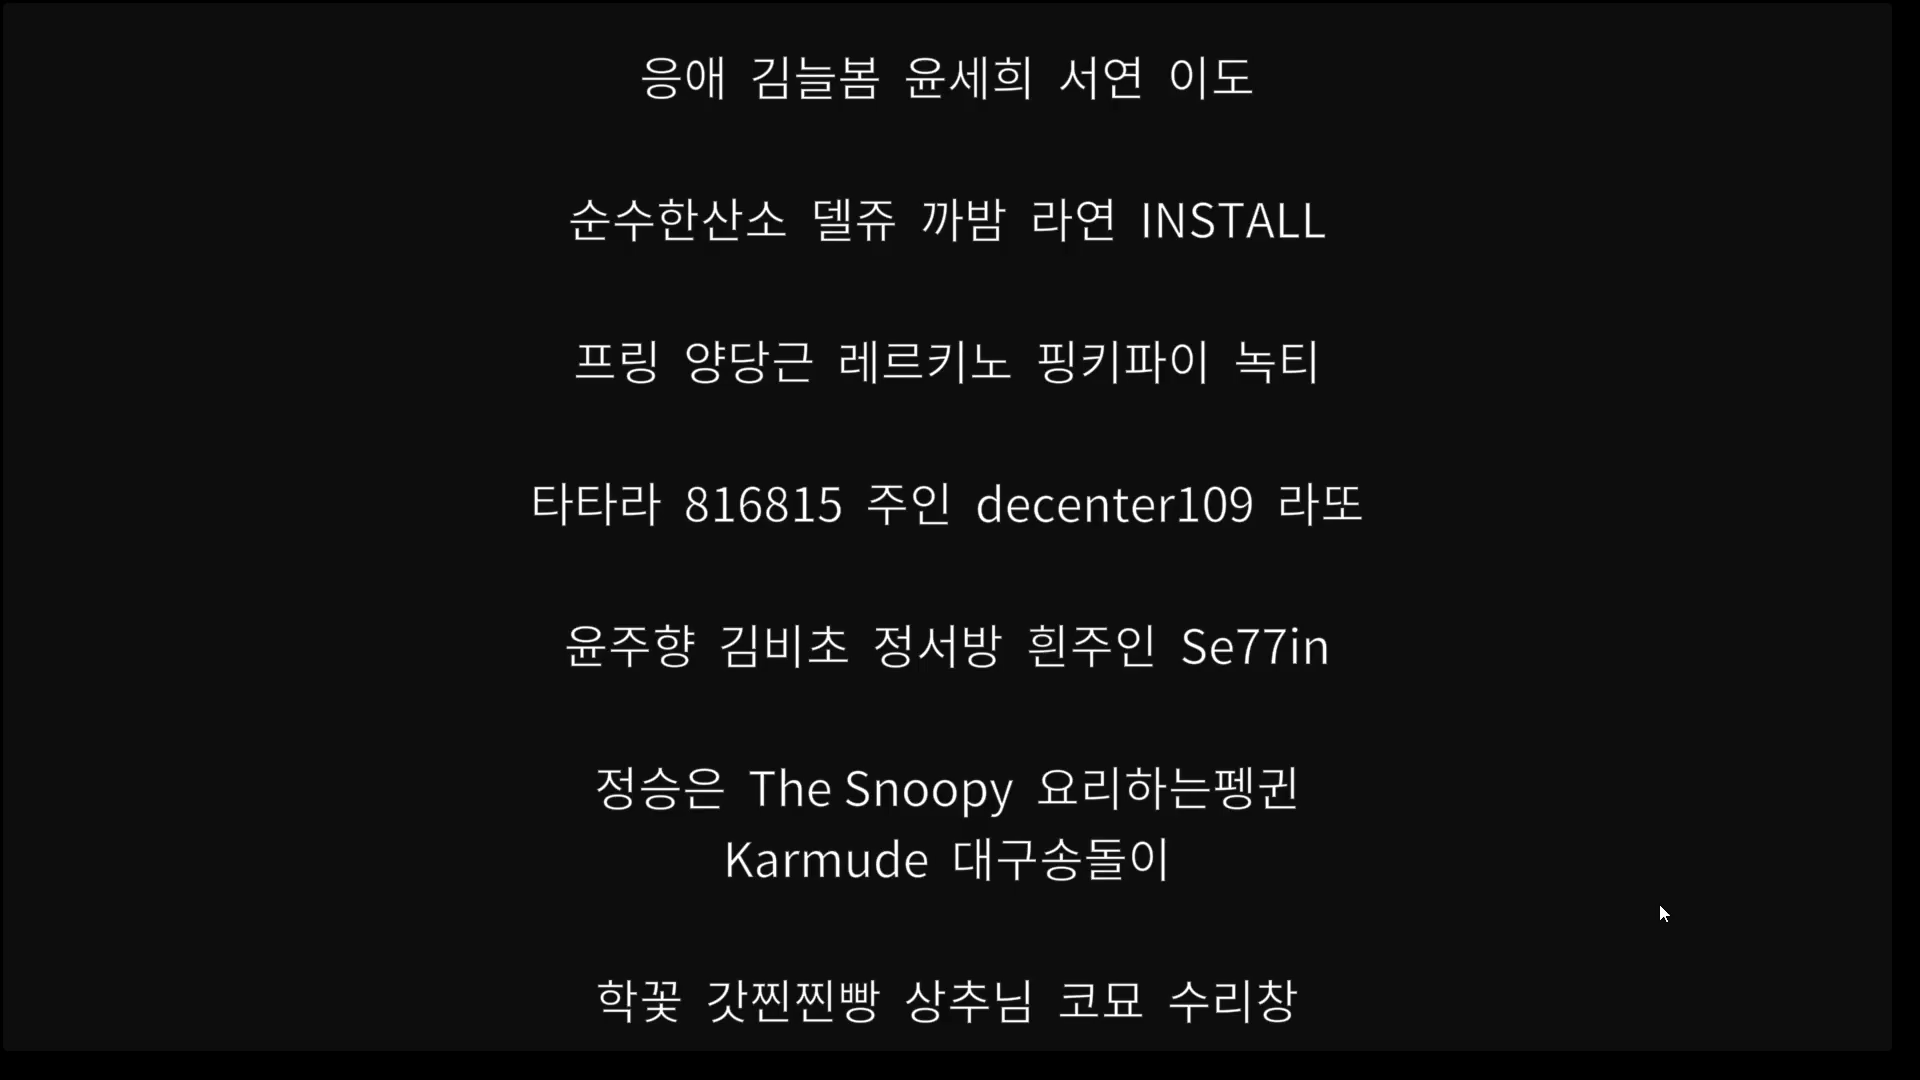 응애 김늘봄 윤세희 서연 이도
순수한산소 델쥬 까밤 라연 INSTALL
프링 양당근 레르키노 핑키파이 녹티
타타라 816815 주인 decenter109 라또
윤주향 김비초 정서방 흰주인 Se77in
정승은 The Snoopy 요리하는펭귄
Karmude 대구송돌이
학꽃 갓찐찐빵 상추님 코묘 수리창